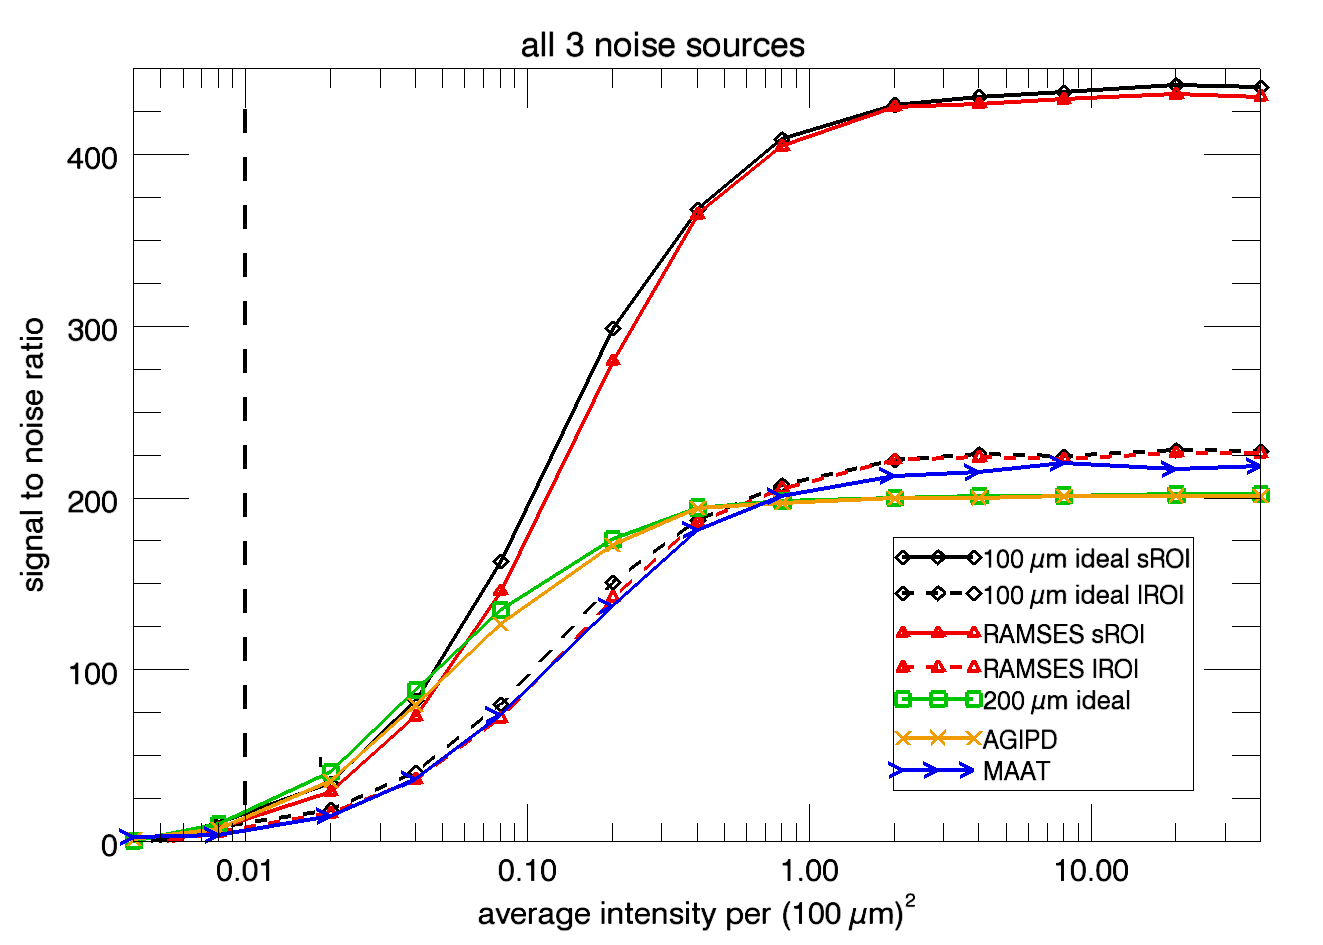 all 3 noise sources
400
300
200
100
0
signal to noise ratio
0.01
0.10
1.00
10.00
average intensity per (100 μm)²
100 μm ideal sROI
100 μm ideal lROI
RAMSES sROI
RAMSES lROI
200 μm ideal
AGIPD
MAAT